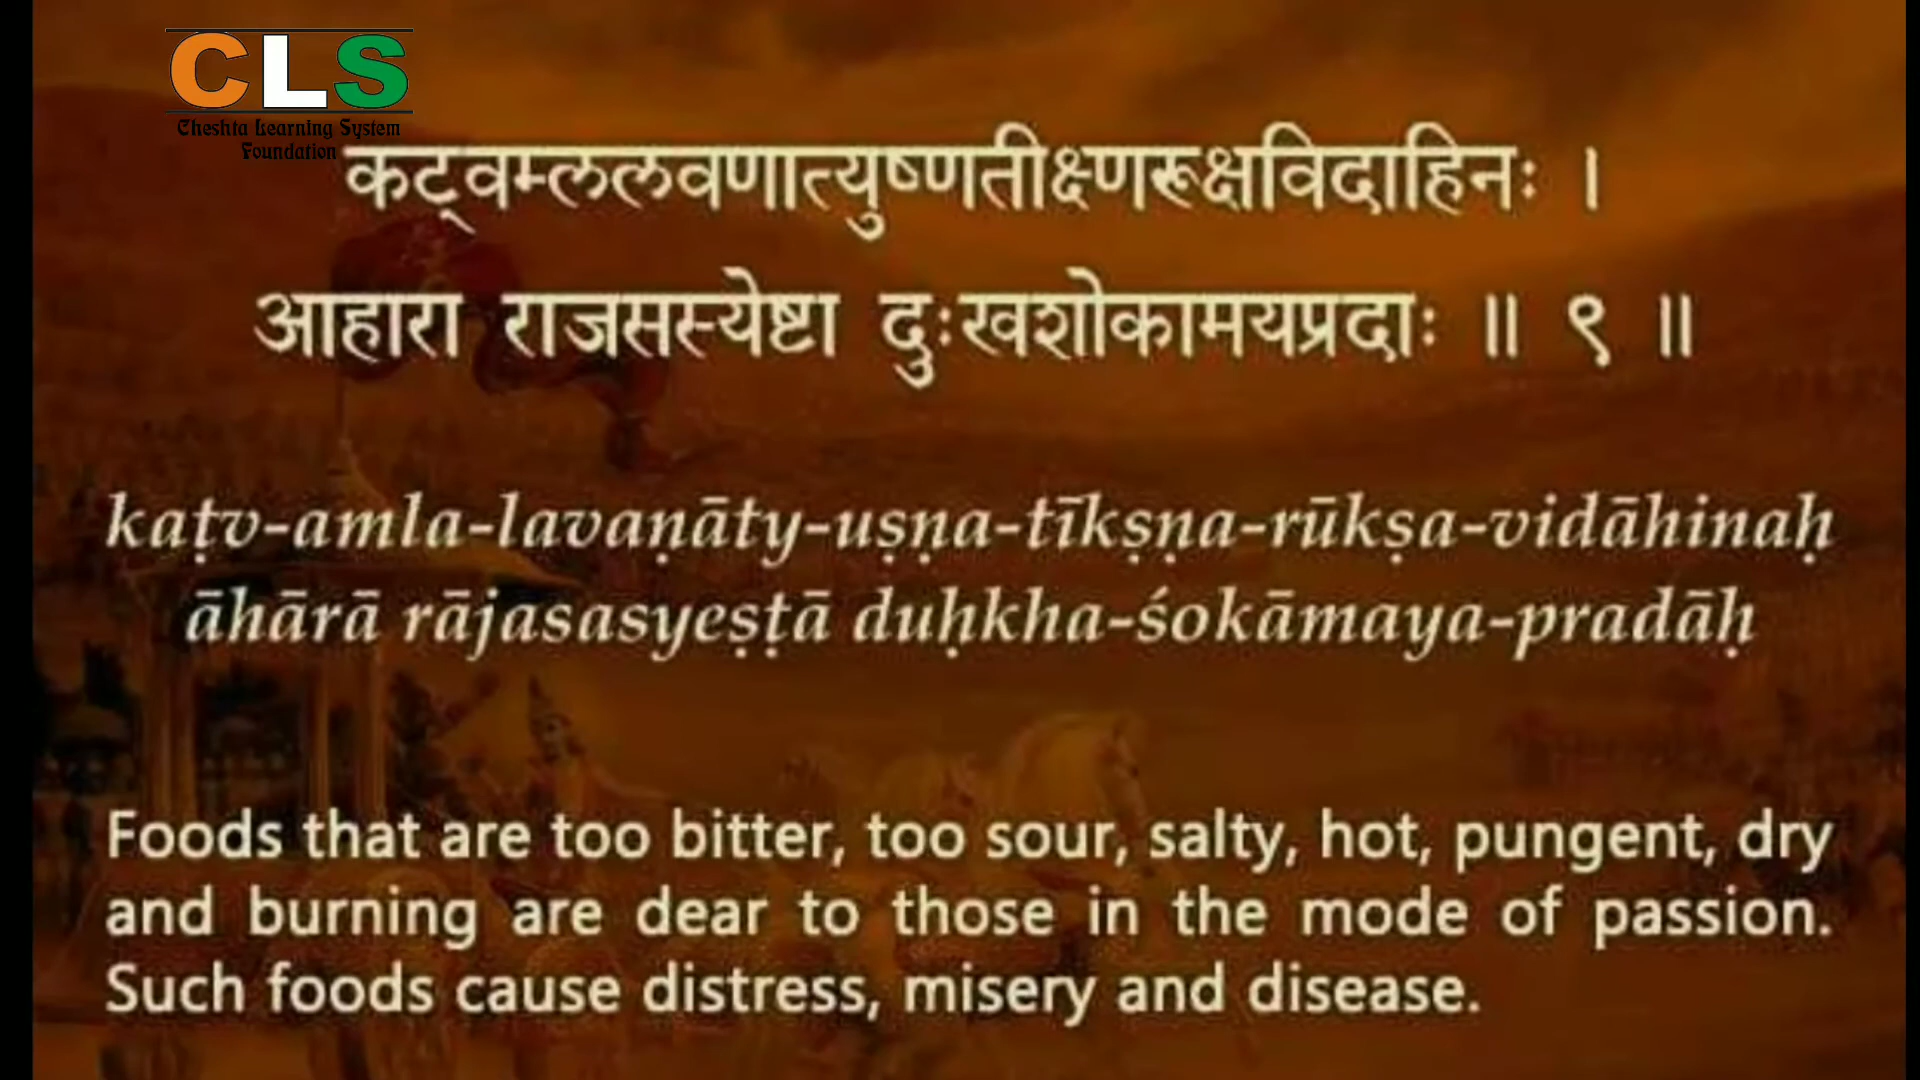 CLS
Cheshta Learning System
Foundation
कट्वम्ललवणात्युष्णतीक्ष्णरूक्षविदाहिनः ।
आहारा राजसस्येष्टा दुःखशोकामयप्रदाः ॥ ९ ॥
kaṭv-amla-lavaṇāty-uṣṇa-tīkṣṇa-rūkṣa-vidāhinaḥ
āhārā rājasasyeṣṭā duḥkha-śokāmaya-pradāḥ
Foods that are too bitter, too sour, salty, hot, pungent, dry
and burning are dear to those in the mode of passion.
Such foods cause distress, misery and disease.